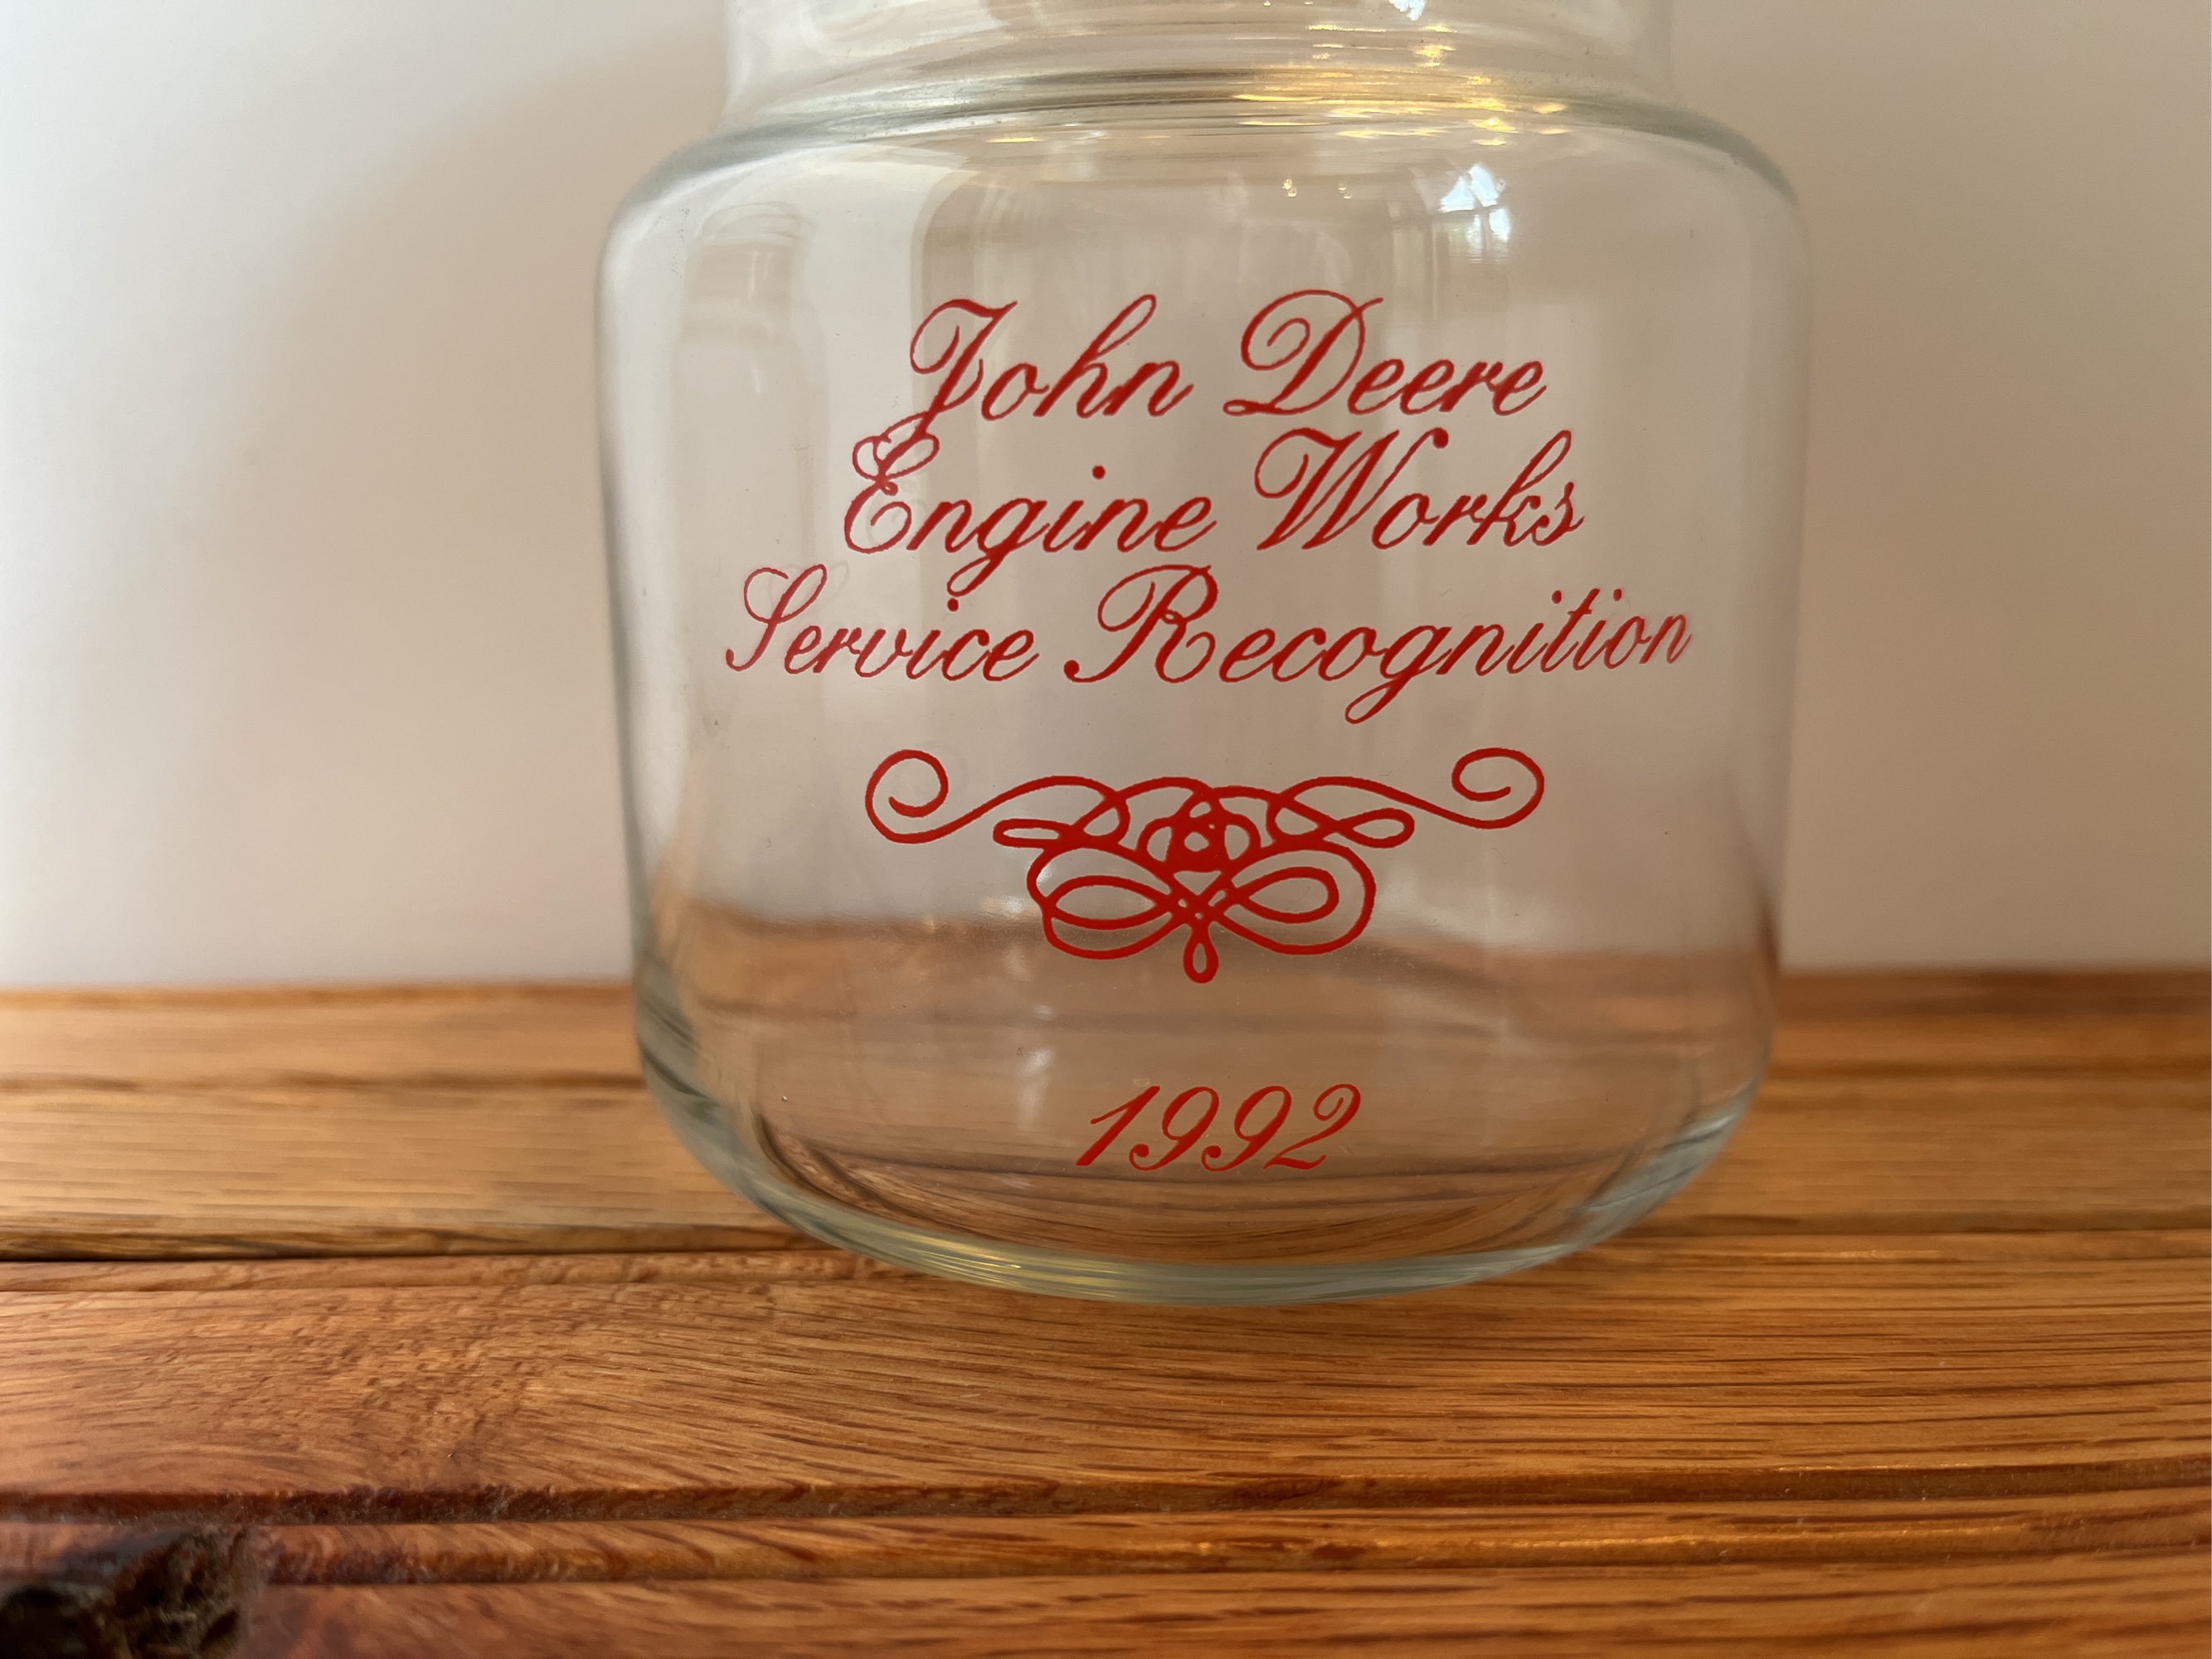 John Deere
Engine Works
Service Recognition
1992